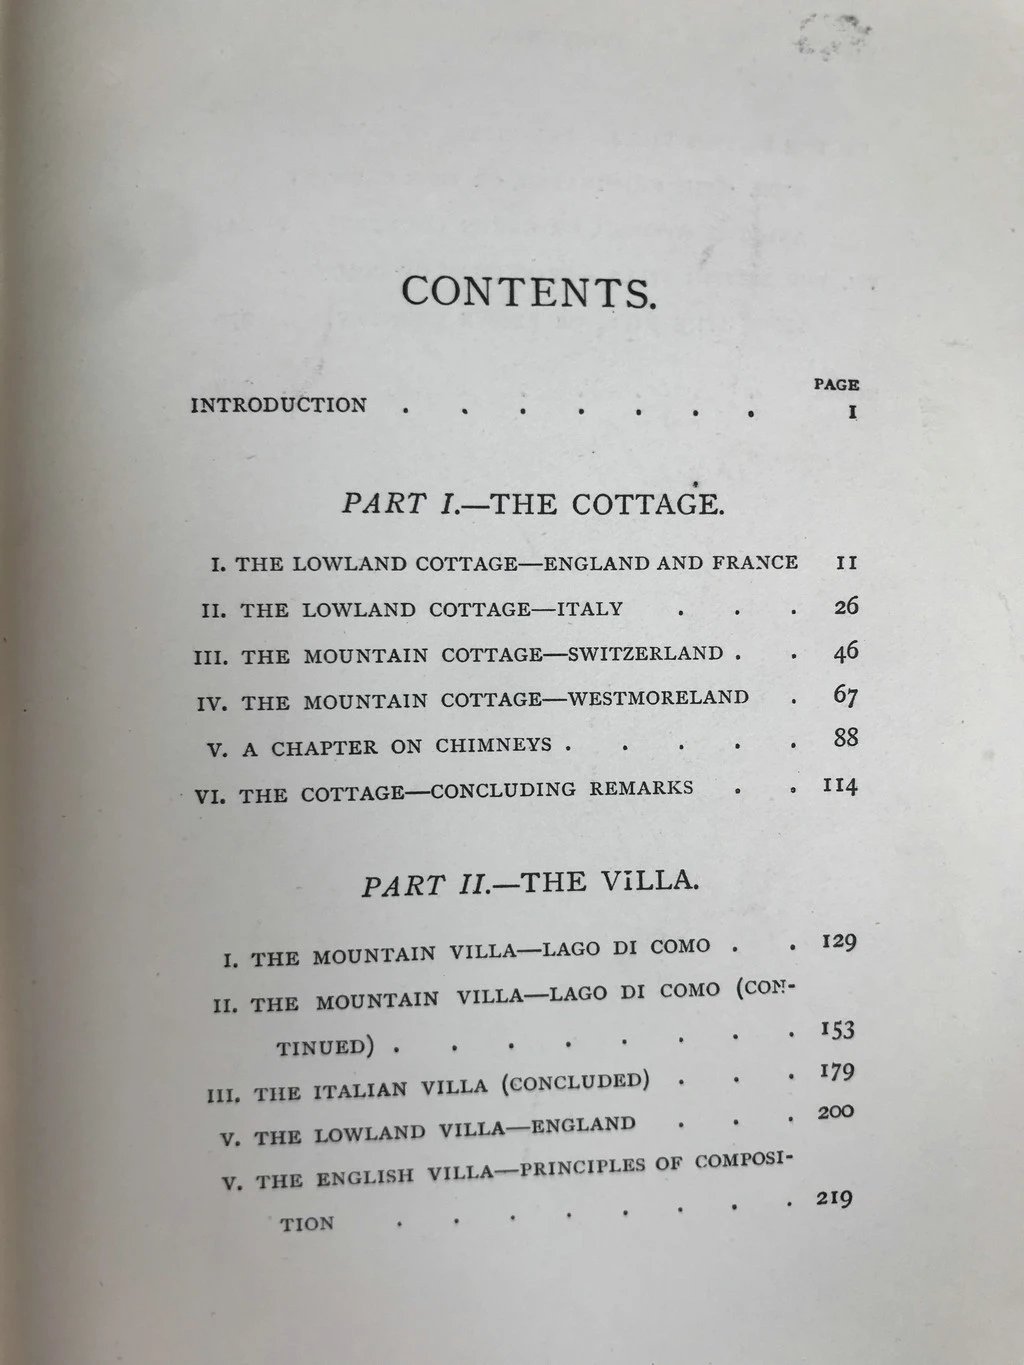 CONTENTS.
PAGE
INTRODUCTION . . . . . . . 1
PART I.—THE COTTAGE.
I. THE LOWLAND COTTAGE—ENGLAND AND FRANCE 11
II. THE LOWLAND COTTAGE—ITALY . . . 26
III. THE MOUNTAIN COTTAGE—SWITZERLAND . . 46
IV. THE MOUNTAIN COTTAGE—WESTMORELAND . 67
V. A CHAPTER ON CHIMNEYS . . . . . 88
VI. THE COTTAGE—CONCLUDING REMARKS . . 114
PART II.—THE VILLA.
I. THE MOUNTAIN VILLA—LAGO DI COMO . . 129
II. THE MOUNTAIN VILLA—LAGO DI COMO (CON-
TINUED) . . . . . . . . 153
III. THE ITALIAN VILLA (CONCLUDED) . . . 179
V. THE LOWLAND VILLA—ENGLAND . . . 200
V. THE ENGLISH VILLA—PRINCIPLES OF COMPOSI-
TION . . . . . . . . 219